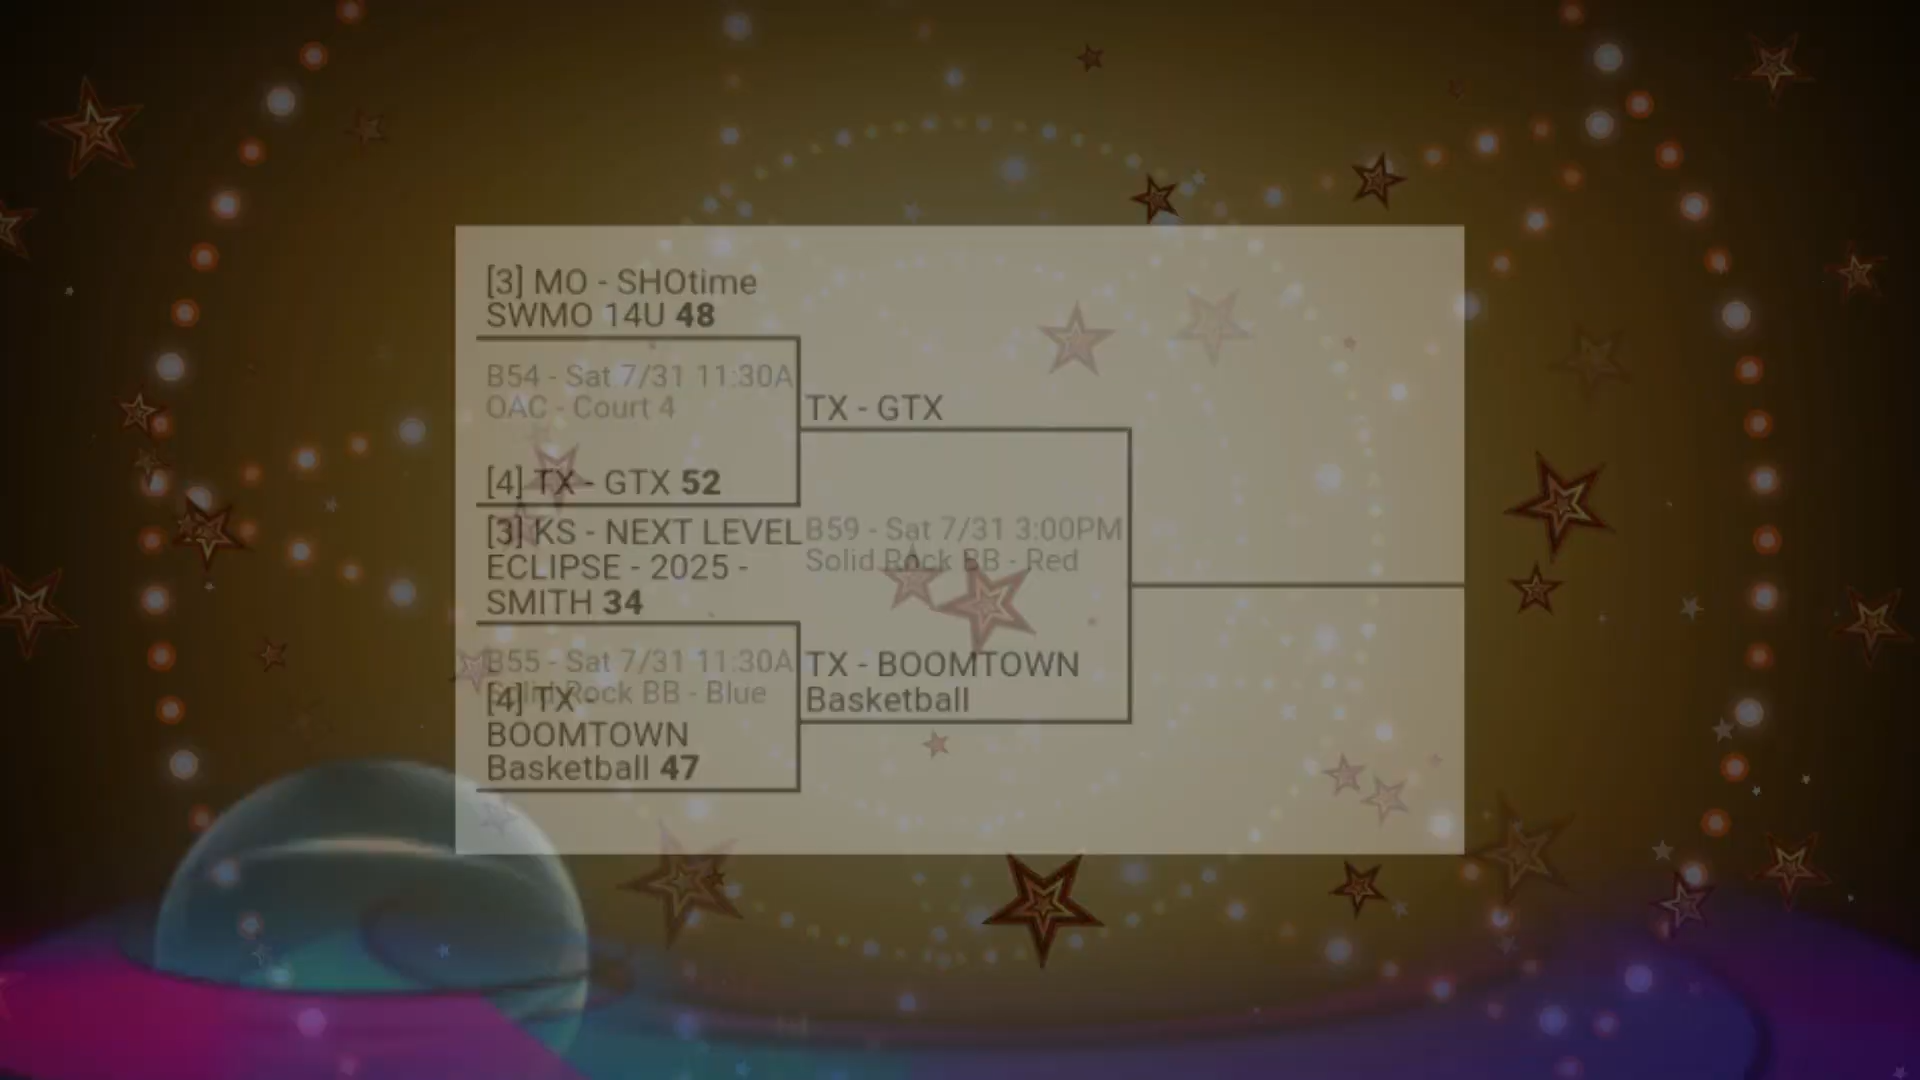 [3] MO - SHOtime
SWMO 14U 48
B54 - Sat 7/31 11:30A
OAC - Court 4
[4] TX - GTX 52
TX - GTX
[3] KS - NEXT LEVEL
ECLIPSE - 2025 -
SMITH 34
B55 - Sat 7/31 11:30A
Solid Rock BB - Blue
[4] TX -
BOOMTOWN
Basketball 47
B59 - Sat 7/31 3:00PM
Solid Rock BB - Red
TX - BOOMTOWN
Basketball